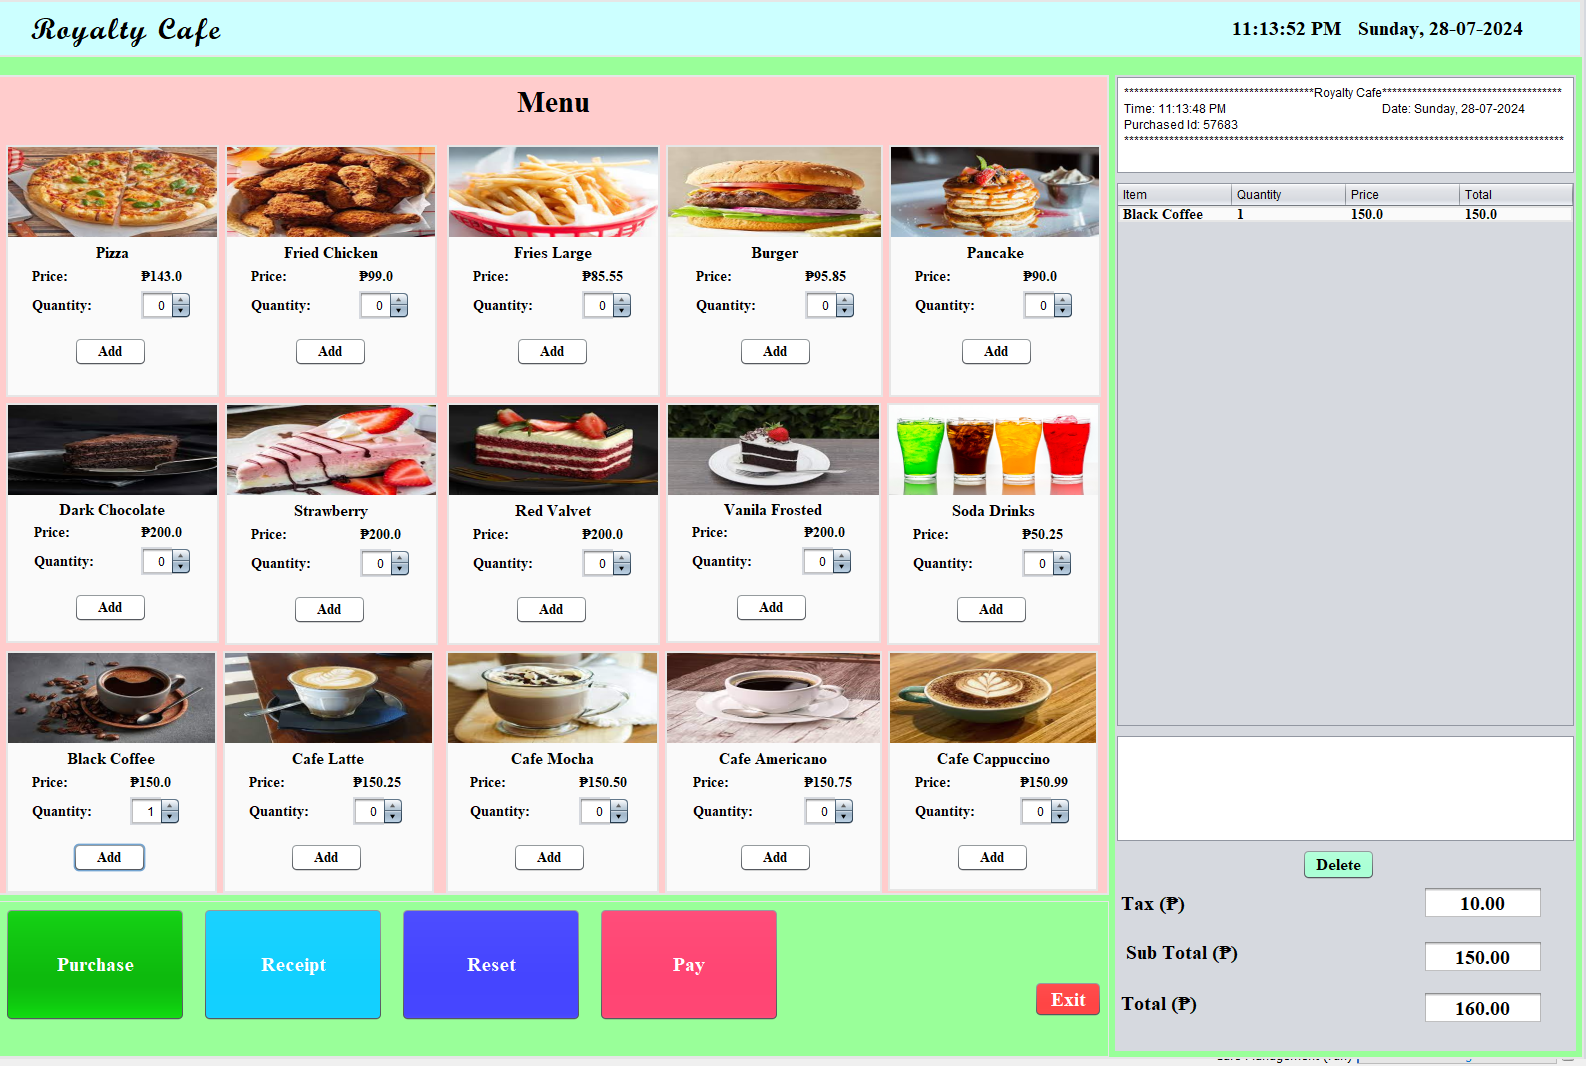 Royalty Cafe
11:13:52 PM Sunday, 28-07-2024
Menu
Pizza
Price: ₱143.0
Quantity: 0
Add
Fried Chicken
Price: ₱99.0
Quantity: 0
Add
Fries Large
Price: ₱85.55
Quantity: 0
Add
Burger
Price: ₱95.85
Quantity: 0
Add
Pancake
Price: ₱90.0
Quantity: 0
Add
Dark Chocolate
Price: ₱200.0
Quantity: 0
Add
Strawberry
Price: ₱200.0
Quantity: 0
Add
Red Valvet
Price: ₱200.0
Quantity: 0
Add
Vanila Frosted
Price: ₱200.0
Quantity: 0
Add
Soda Drinks
Price: ₱50.25
Quantity: 0
Add
Black Coffee
Price: ₱150.0
Quantity: 1
Add
Cafe Latte
Price: ₱150.25
Quantity: 0
Add
Cafe Mocha
Price: ₱150.50
Quantity: 0
Add
Cafe Americano
Price: ₱150.75
Quantity: 0
Add
Cafe Cappuccino
Price: ₱150.99
Quantity: 0
Add
Purchase Receipt Reset Pay
Exit
**************************************Royalty Cafe************************************
Time: 11:13:48 PM Date: Sunday, 28-07-2024
Purchased Id: 57683
****************************************************************************************
Item Quantity Price Total
Black Coffee 1 150.0 150.0
Delete
Tax (₱) 10.00
Sub Total (₱) 150.00
Total (₱) 160.00